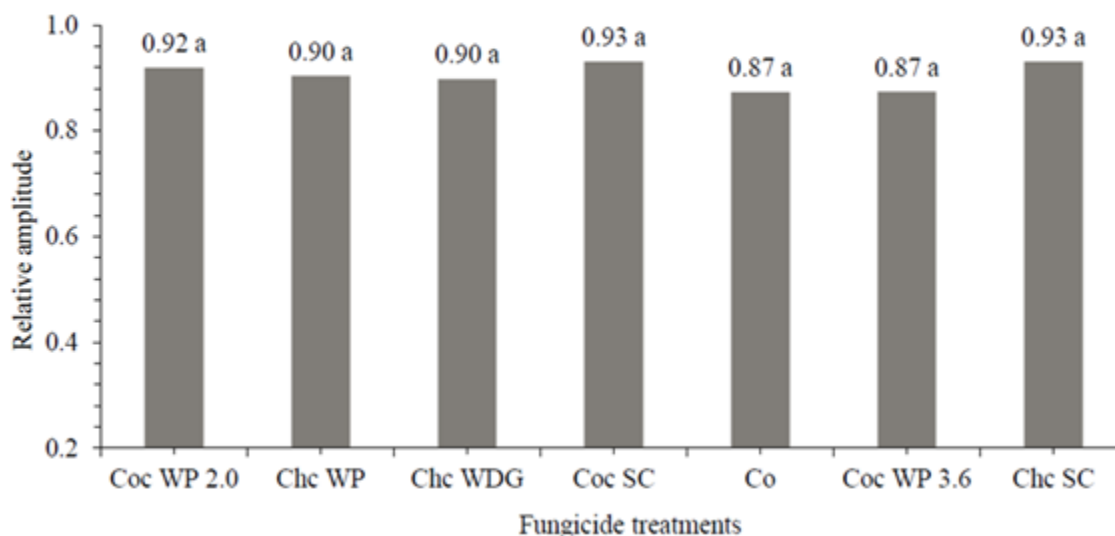 1.0
0.8
0.6
0.4
0.2
Relative amplitude
0.92 a
0.90 a
0.90 a
0.93 a
0.87 a
0.87 a
0.93 a
Coc WP 2.0
Chc WP
Chc WDG
Coc SC
Co
Coc WP 3.6
Chc SC
Fungicide treatments